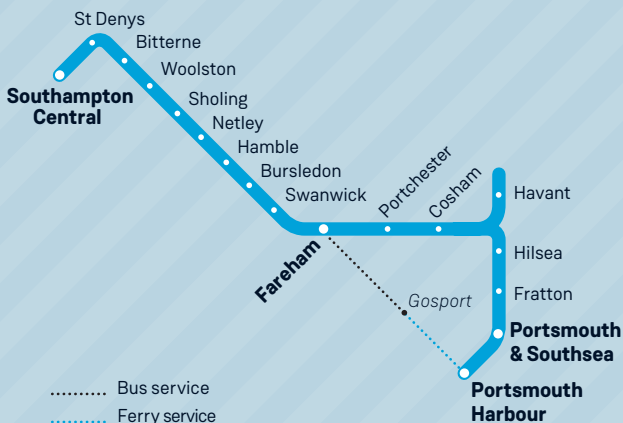 St Denys
Bitterne
Woolston
Southampton
Central
Sholing
Netley
Hamble
Bursledon
Swanwick
Portchester
Cosham
Havant
Fareham
Hilsea
Gosport
Fratton
Portsmouth
& Southsea
Portsmouth
Harbour
Bus service
Ferry service